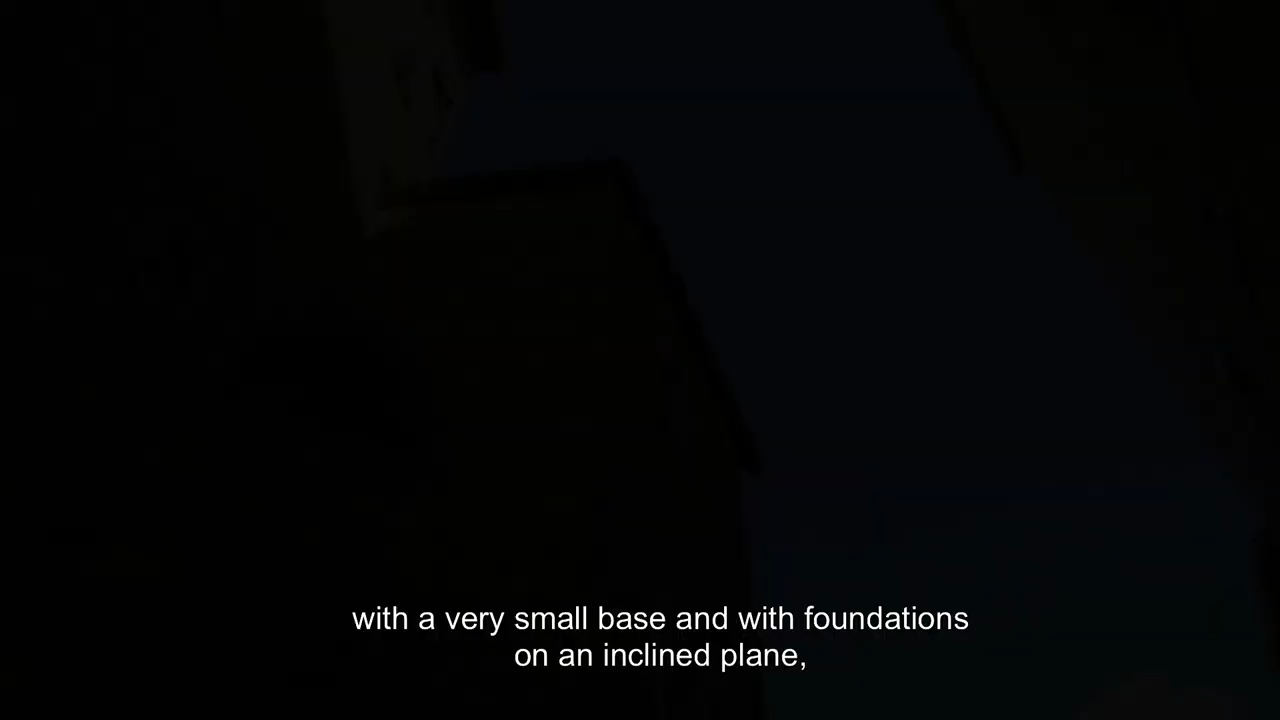 with a very small base and with foundations
on an inclined plane,